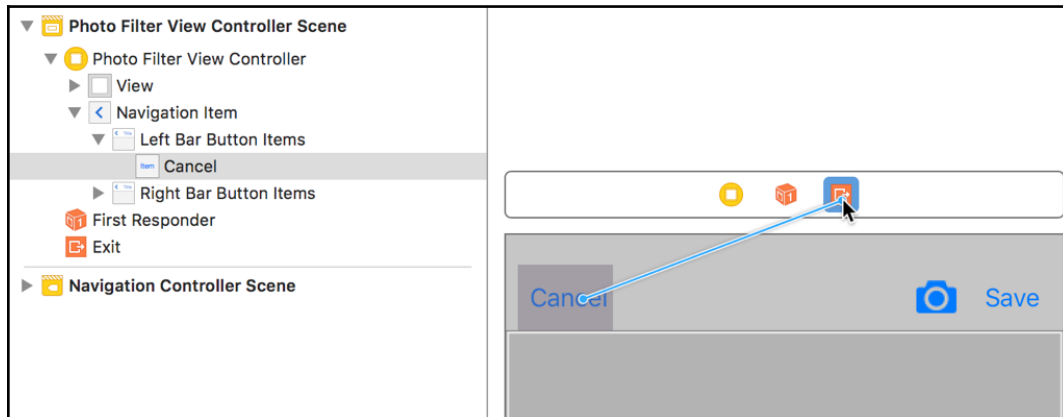 Photo Filter View Controller Scene
Photo Filter View Controller
View
Navigation Item
Left Bar Button Items
Item Cancel
Right Bar Button Items
First Responder
Exit
Navigation Controller Scene
Cancel Save